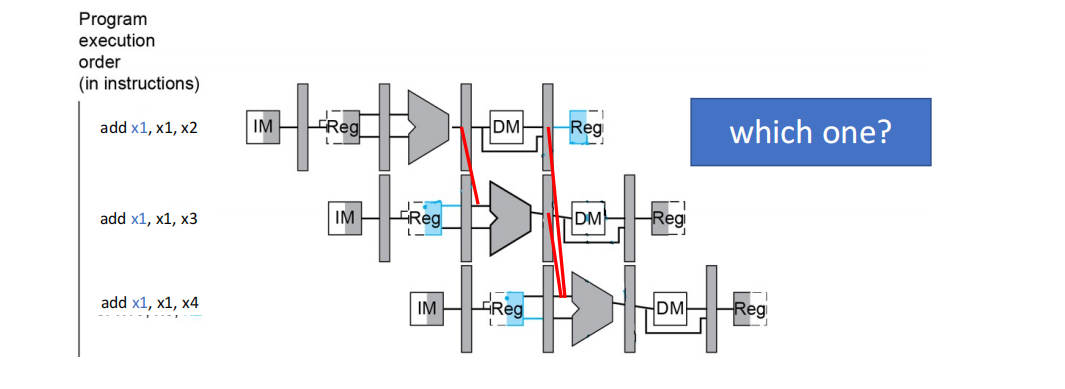 Program
execution
order
(in instructions)
add x1, x1, x2
IM
Reg
DM
Reg
which one?
add x1, x1, x3
IM
Reg
DM
Reg
add x1, x1, x4
IM
Reg
DM
Reg